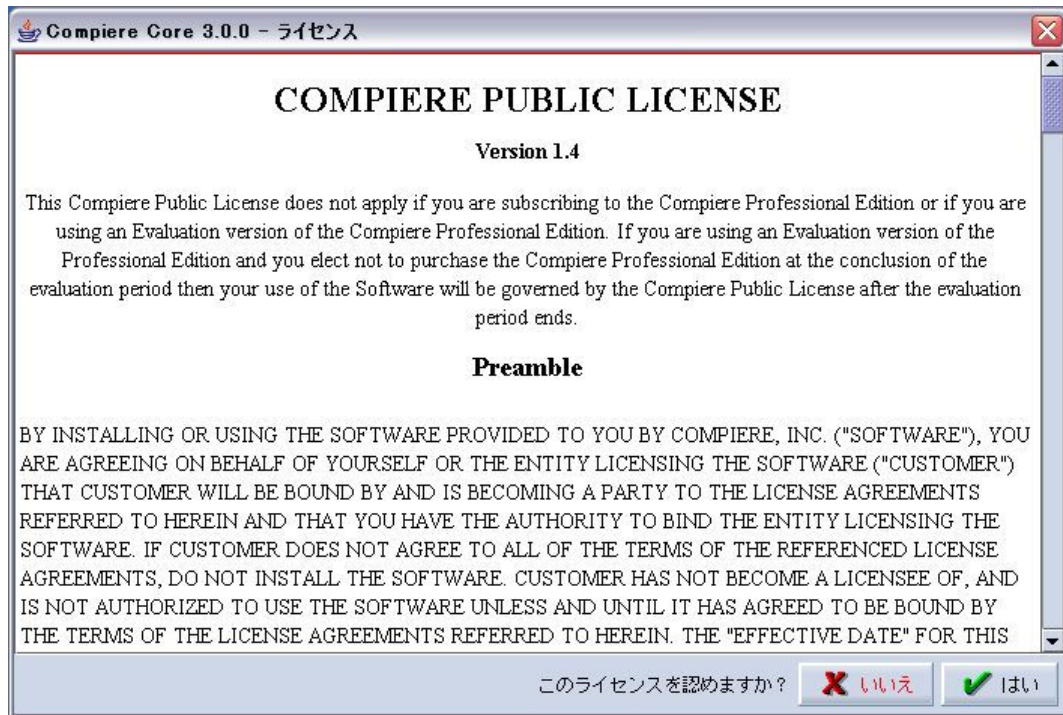 Compiere Core 3.0.0 - ライセンス
COMPIERE PUBLIC LICENSE
Version 1.4
This Compiere Public License does not apply if you are subscribing to the Compiere Professional Edition or if you are
using an Evaluation version of the Compiere Professional Edition. If you are using an Evaluation version of the
Professional Edition and you elect not to purchase the Compiere Professional Edition at the conclusion of the
evaluation period then your use of the Software will be governed by the Compiere Public License after the evaluation
period ends.
Preamble
BY INSTALLING OR USING THE SOFTWARE PROVIDED TO YOU BY COMPIERE, INC. ("SOFTWARE"), YOU
ARE AGREEING ON BEHALF OF YOURSELF OR THE ENTITY LICENSING THE SOFTWARE ("CUSTOMER")
THAT CUSTOMER WILL BE BOUND BY AND IS BECOMING A PARTY TO THE LICENSE AGREEMENTS
REFERRED TO HEREIN AND THAT YOU HAVE THE AUTHORITY TO BIND THE ENTITY LICENSING THE
SOFTWARE. IF CUSTOMER DOES NOT AGREE TO ALL OF THE TERMS OF THE REFERENCED LICENSE
AGREEMENTS, DO NOT INSTALL THE SOFTWARE. CUSTOMER HAS NOT BECOME A LICENSEE OF, AND
IS NOT AUTHORIZED TO USE THE SOFTWARE UNLESS AND UNTIL IT HAS AGREED TO BE BOUND BY
THE TERMS OF THE LICENSE AGREEMENTS REFERRED TO HEREIN. THE "EFFECTIVE DATE" FOR THIS
このライセンスを認めますか? いいえ はい